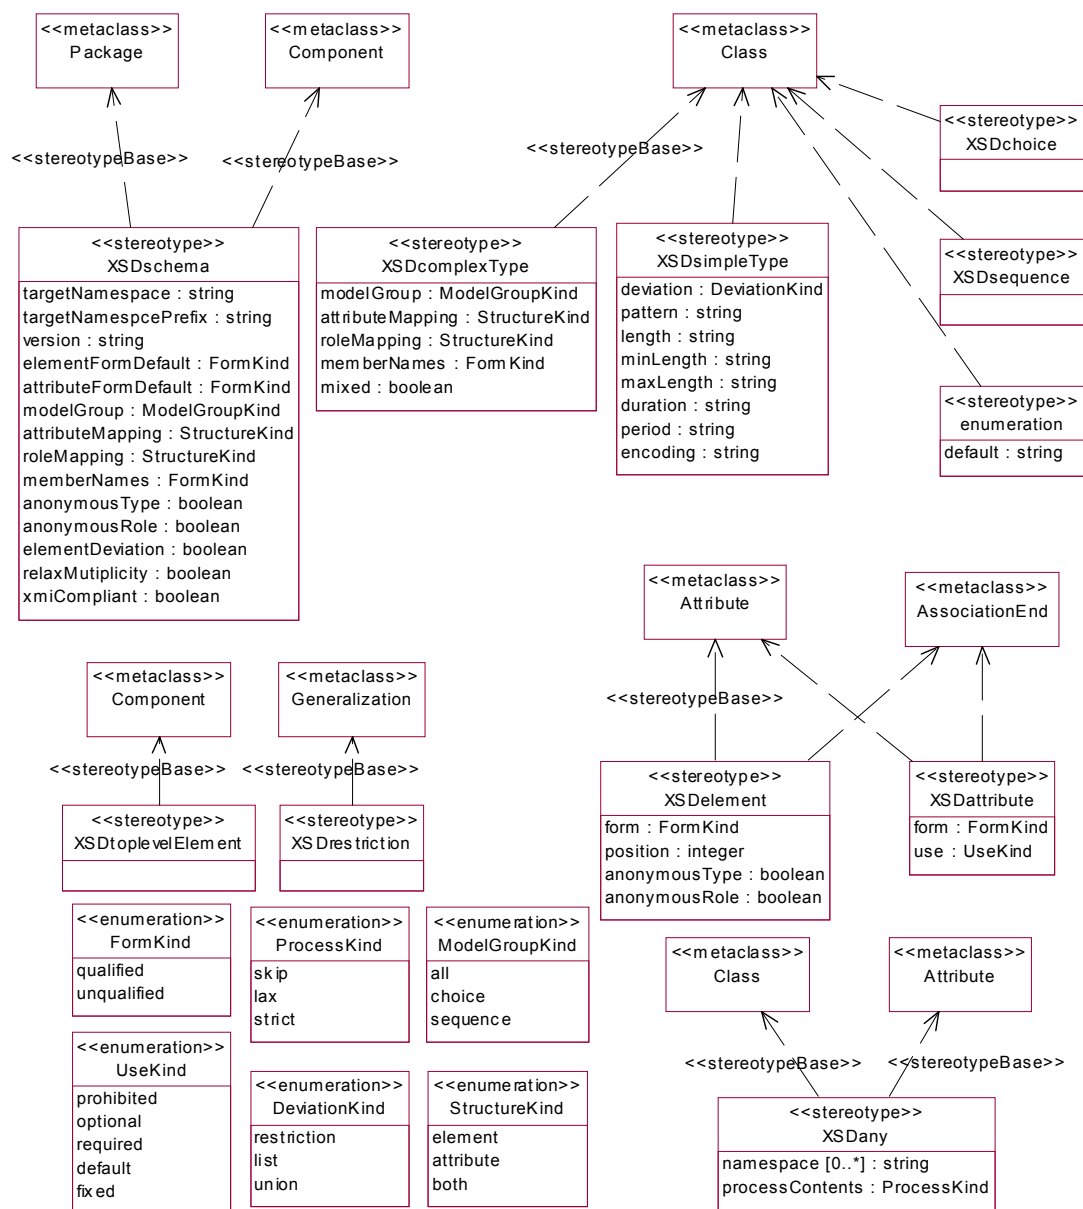 <<metaclass>>
Package
<<metaclass>>
Component
<<metaclass>>
Class
<<stereotype>>
XSDchoice
<<stereotypeBase>>
<<stereotypeBase>>
<<stereotypeBase>>
<<stereotype>>
XSDschema
targetNamespace : string
targetNamespcePrefix : string
version : string
elementFormDefault : FormKind
attributeFormDefault : FormKind
modelGroup : ModelGroupKind
attributeMapping : StructureKind
roleMapping : StructureKind
memberNames : FormKind
anonymousType : boolean
anonymousRole : boolean
elementDeviation : boolean
relaxMutiplicity : boolean
xmiCompliant : boolean
<<stereotype>>
XSDcomplexType
modelGroup : ModelGroupKind
attributeMapping : StructureKind
roleMapping : StructureKind
memberNames : FormKind
mixed : boolean
<<stereotype>>
XSDsimpleType
deviation : DeviationKind
pattern : string
length : string
minLength : string
maxLength : string
duration : string
period : string
encoding : string
<<stereotype>>
XSDsequence
<<stereotype>>
enumeration
default : string
<<metaclass>>
Attribute
<<metaclass>>
AssociationEnd
<<stereotypeBase>>
<<stereotype>>
XSDelement
form : FormKind
position : integer
anonymousType : boolean
anonymousRole : boolean
<<stereotype>>
XSDattribute
form : FormKind
use : UseKind
<<metaclass>>
Component
<<metaclass>>
Generalization
<<stereotypeBase>>
<<stereotypeBase>>
<<stereotype>>
XSDtoplevelElement
<<stereotype>>
XSDrestriction
<<enumeration>>
FormKind
qualified
unqualified
<<enumeration>>
ProcessKind
skip
lax
strict
<<enumeration>>
ModelGroupKind
all
choice
sequence
<<enumeration>>
UseKind
prohibited
optional
required
default
fixed
<<enumeration>>
DeviationKind
restriction
list
union
<<enumeration>>
StructureKind
element
attribute
both
<<metaclass>>
Class
<<metaclass>>
Attribute
<<stereotypeBase>>
<<stereotypeBase>>
<<stereotype>>
XSDany
namespace [0..*] : string
processContents : ProcessKind